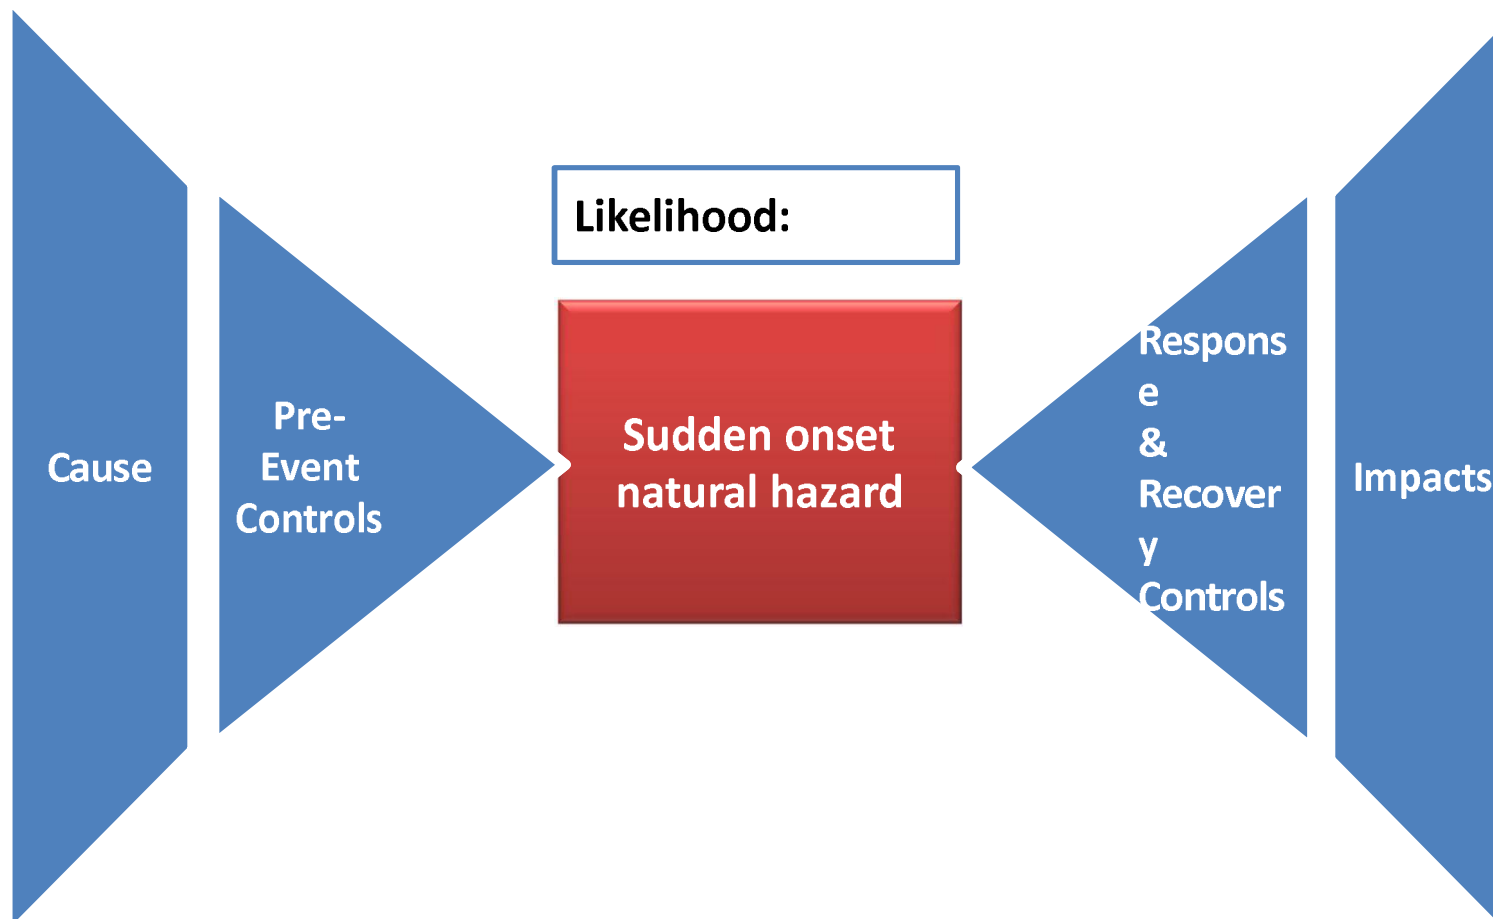 Likelihood:
Cause
Pre-
Event
Controls
Sudden onset
natural hazard
Respons
e
&
Recover
y
Controls
Impacts